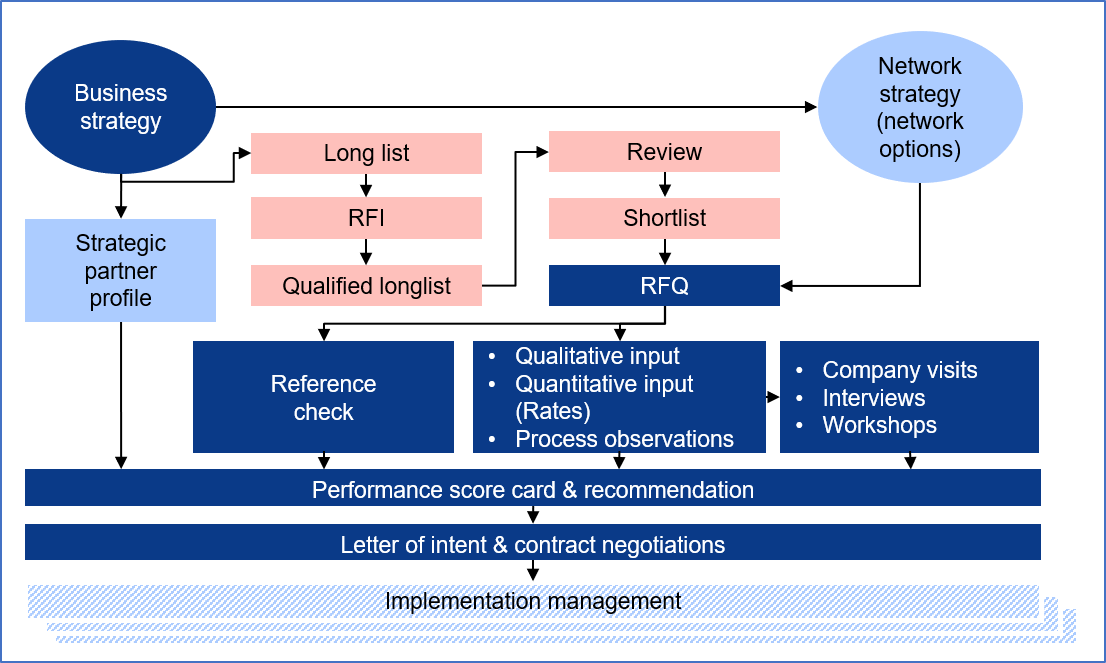 Business
strategy
Network
strategy
(network
options)
Long list
Review
RFI
Shortlist
Strategic
partner
profile
Qualified longlist
RFQ
Reference
check
• Qualitative input
• Quantitative input
(Rates)
• Process observations
• Company visits
• Interviews
• Workshops
Performance score card & recommendation
Letter of intent & contract negotiations
Implementation management